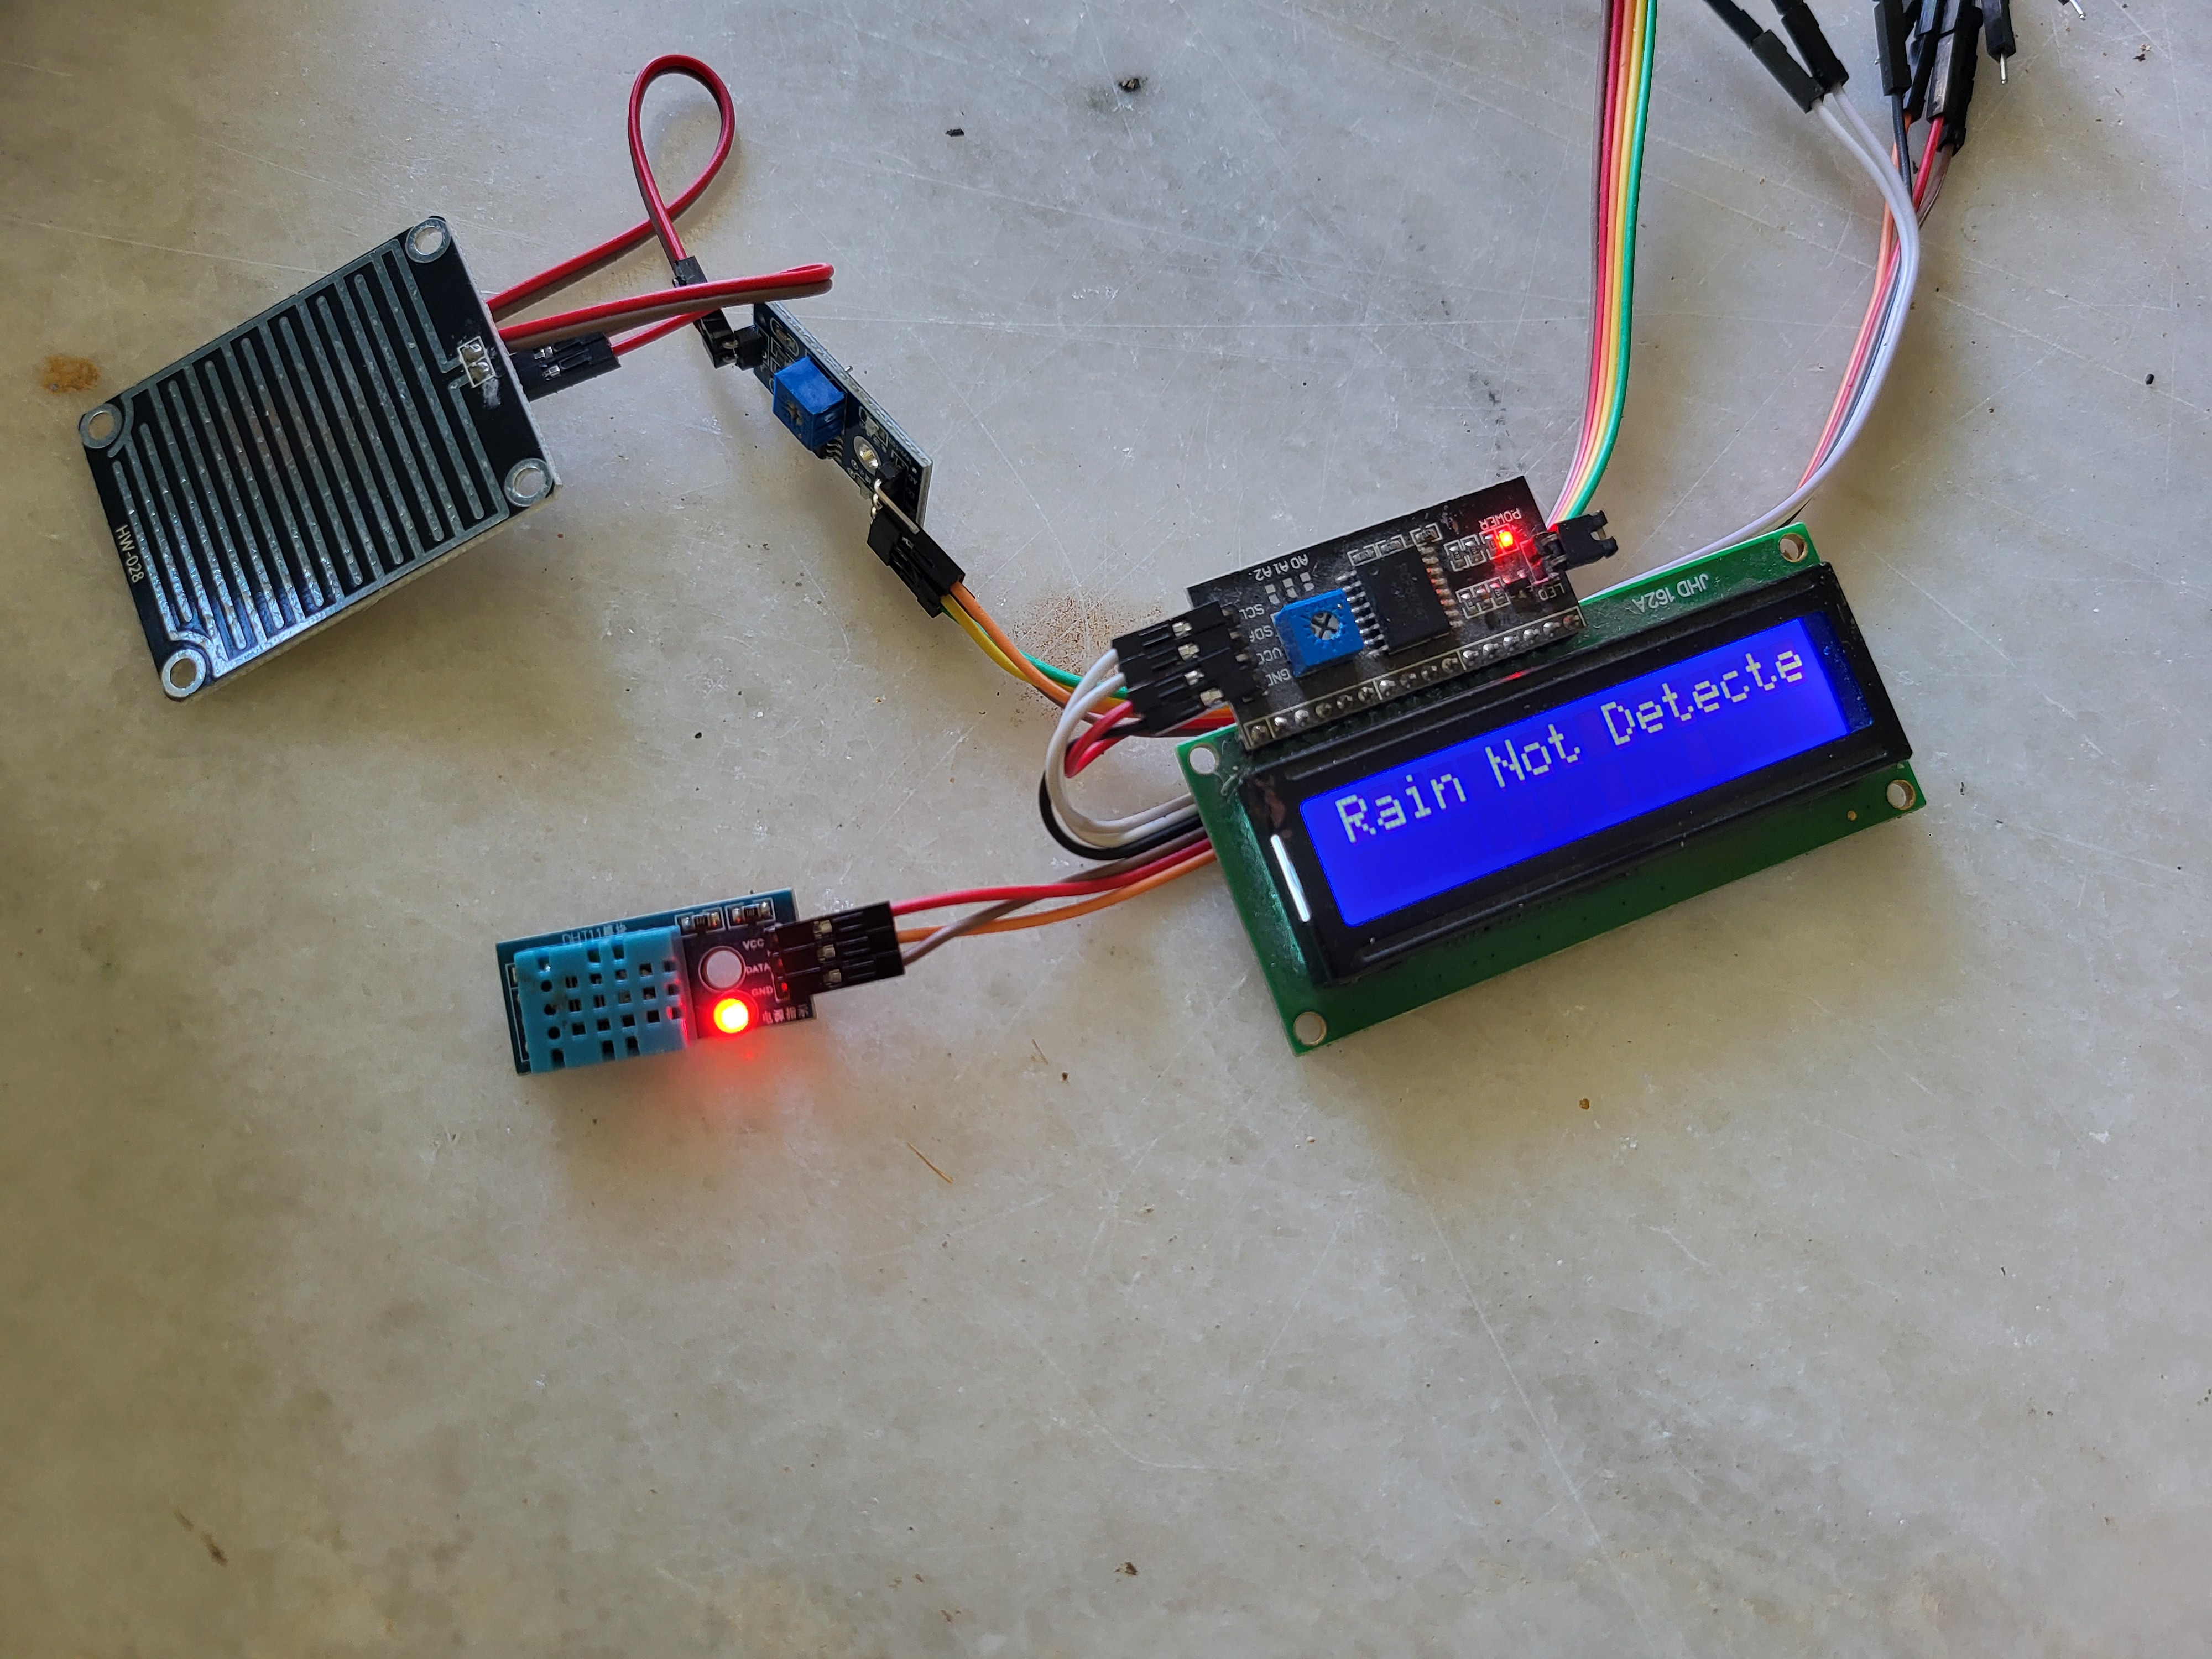 HW-028
DHT11
GND
DATA
VCC
GND
VCC
SDA
SCL
A0 A1 A2
Rain Not Detecte
LED
POWER
JHD 162A